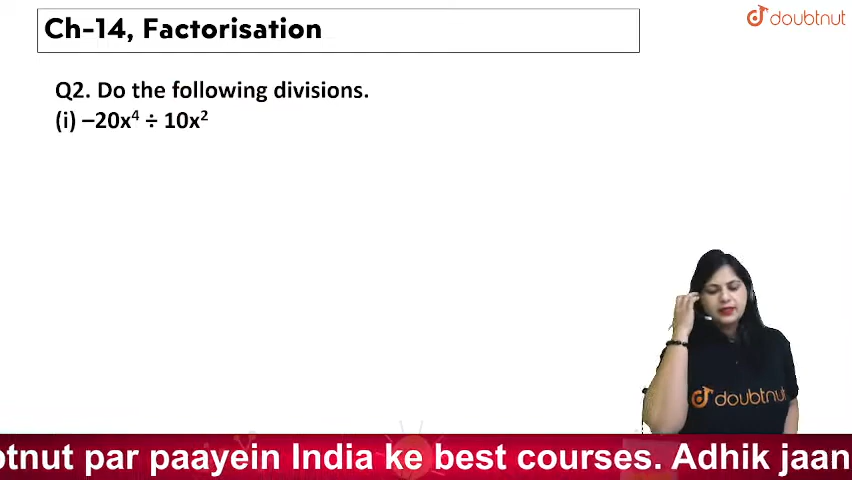 Ch-14, Factorisation
doubtnut
Q2. Do the following divisions.
(i) –20x⁴ ÷ 10x²
doubtnut
otnut par paayein India ke best courses. Adhik jaan